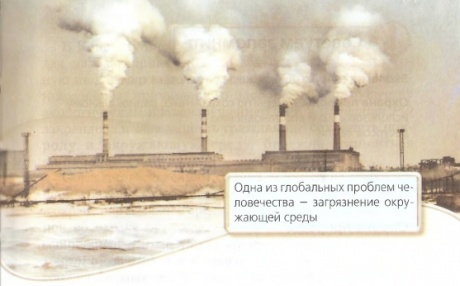 Одна из глобальных проблем че-
ловечества − загрязнение окру-
жающей среды